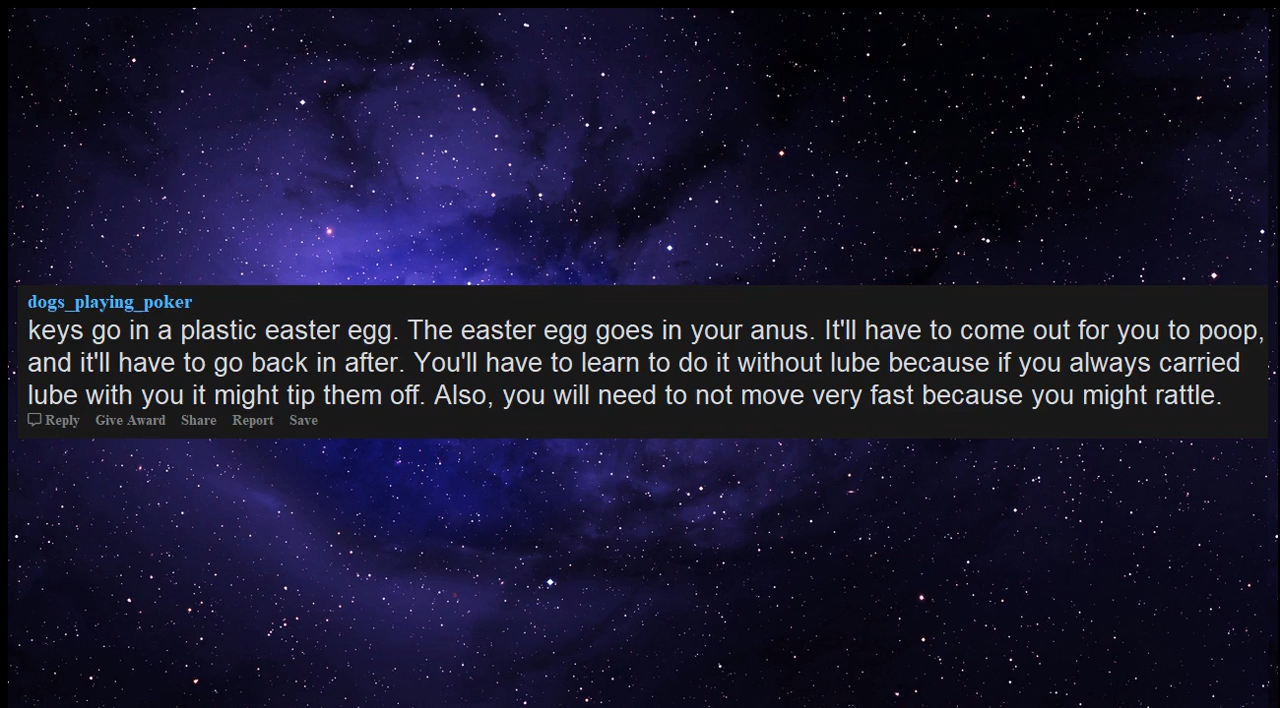 dogs_playing_poker
keys go in a plastic easter egg. The easter egg goes in your anus. It'll have to come out for you to poop,
and it'll have to go back in after. You'll have to learn to do it without lube because if you always carried
lube with you it might tip them off. Also, you will need to not move very fast because you might rattle.
Reply Give Award Share Report Save